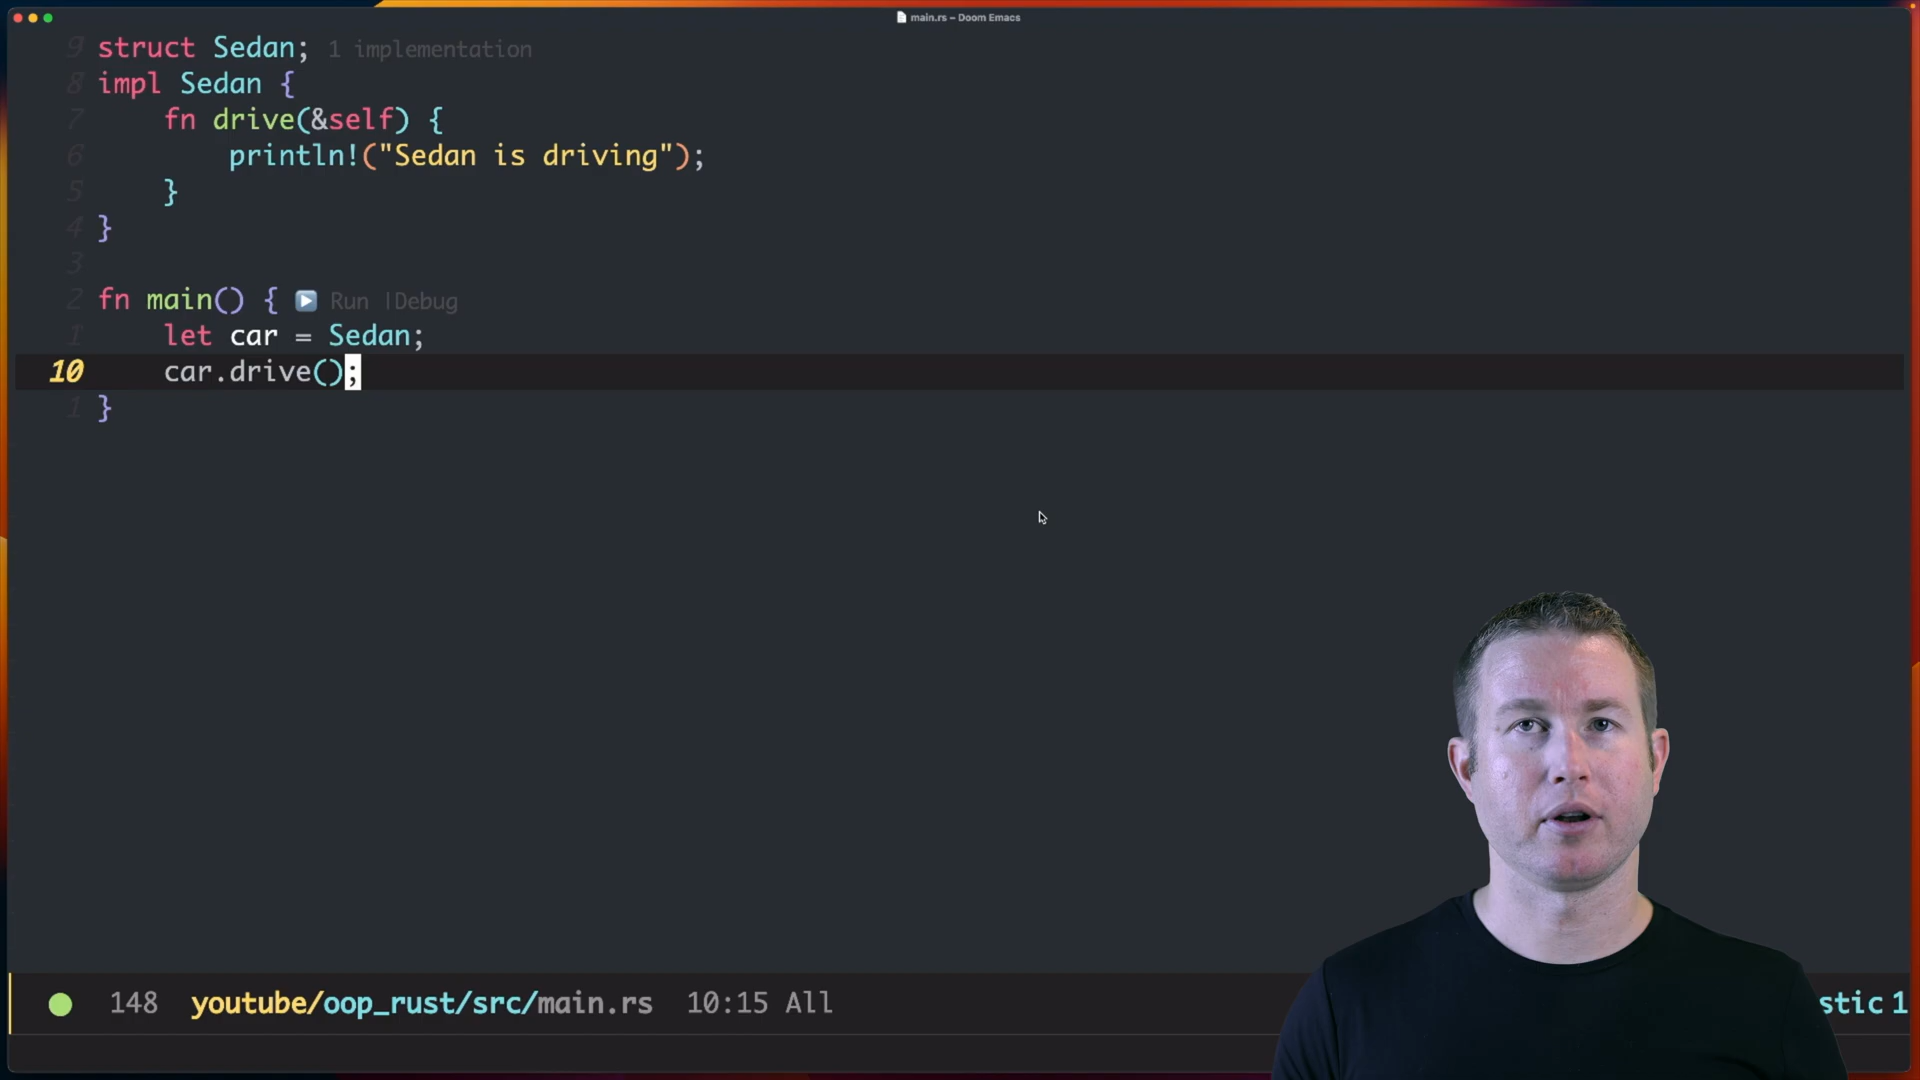 main.rs – Doom Emacs
9 struct Sedan; 1 implementation
8 impl Sedan {
7 fn drive(&self) {
6 println!("Sedan is driving");
5 }
4 }
3
2 fn main() { Run |Debug
1 let car = Sedan;
10 car.drive();
1 }
148 youtube/oop_rust/src/main.rs 10:15 All stic 1